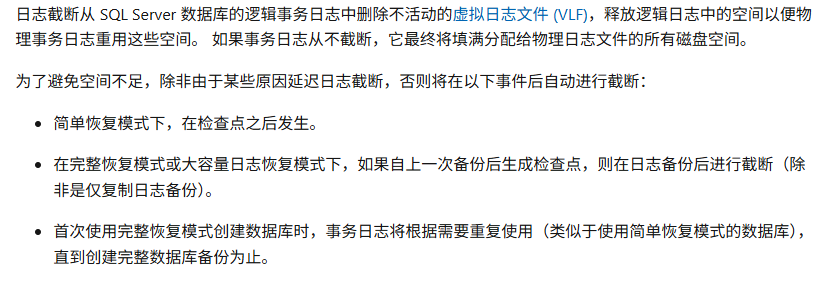 日志截断从 SQL Server 数据库的逻辑事务日志中删除不活动的虚拟日志文件 (VLF)，释放逻辑日志中的空间以便物
理事务日志重用这些空间。 如果事务日志从不截断，它最终将填满分配给物理日志文件的所有磁盘空间。
为了避免空间不足，除非由于某些原因延迟日志截断，否则将在以下事件后自动进行截断：
• 简单恢复模式下，在检查点之后发生。
• 在完整恢复模式或大容量日志恢复模式下，如果自上一次备份后生成检查点，则在日志备份后进行截断（除
非是仅复制日志备份）。
• 首次使用完整恢复模式创建数据库时，事务日志将根据需要重复使用（类似于使用简单恢复模式的数据库），
直到创建完整数据库备份为止。